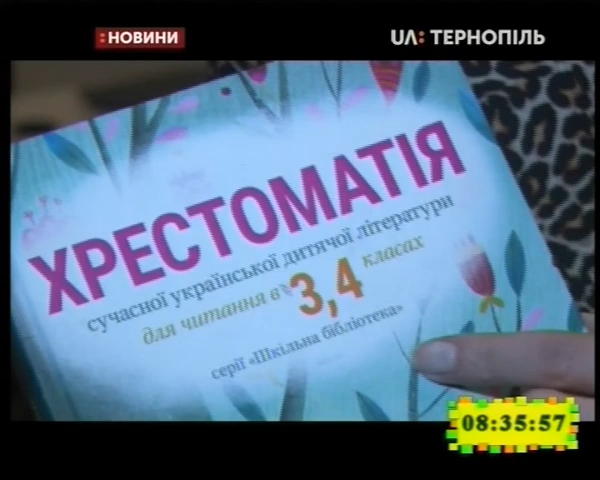 :НОВИНИ
UA: ТЕРНОПІЛЬ
ХРЕСТОМАТІЯ
сучасної української дитячої літератури
для читання в 3,4 класах
серії «Шкільна бібліотека»
08:35:57